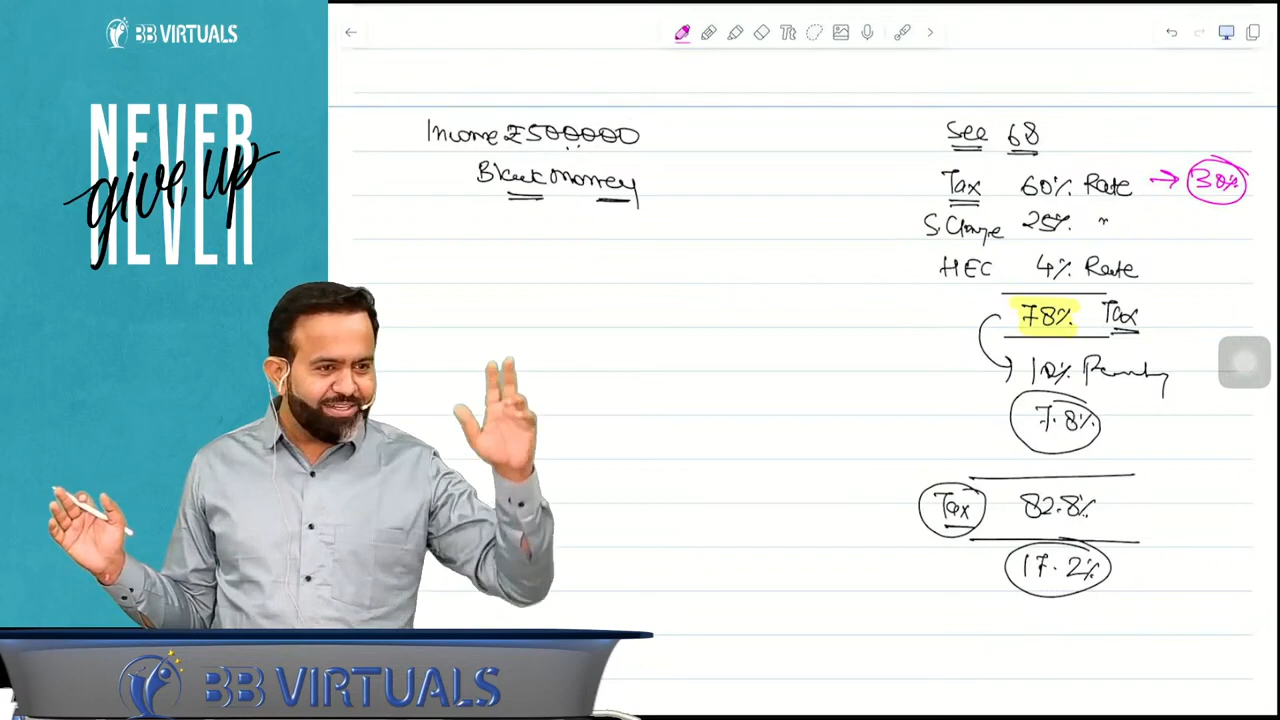 BB VIRTUALS
NEVER
give up
NEVER
Income ₹500000
Black money
Sec 68
Tax 60% Rate → 30%
S. Charge 25% "
HEC 4% Rate
78% Tax
10% Penalty
7.8%
Tax 82.8%
17.2%
BB VIRTUALS